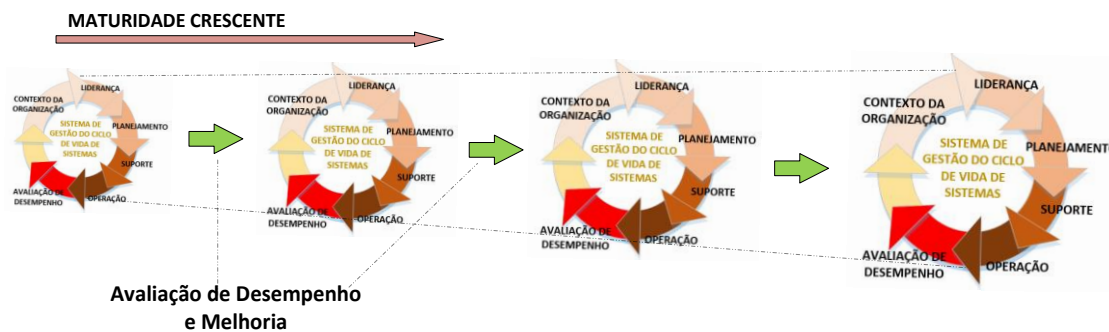 MATURIDADE CRESCENTE
LIDERANÇA
CONTEXTO DA
ORGANIZAÇÃO
SISTEMA DE
GESTÃO DO CICLO
DE VIDA DE
SISTEMAS
PLANEJAMENTO
SUPORTE
OPERAÇÃO
AVALIAÇÃO DE
DESEMPENHO
LIDERANÇA
CONTEXTO DA
ORGANIZAÇÃO
SISTEMA DE
GESTÃO DO CICLO
DE VIDA DE
SISTEMAS
PLANEJAMENTO
SUPORTE
OPERAÇÃO
AVALIAÇÃO DE
DESEMPENHO
LIDERANÇA
CONTEXTO DA
ORGANIZAÇÃO
SISTEMA DE
GESTÃO DO CICLO
DE VIDA DE
SISTEMAS
PLANEJAMENTO
SUPORTE
OPERAÇÃO
AVALIAÇÃO DE
DESEMPENHO
LIDERANÇA
CONTEXTO DA
ORGANIZAÇÃO
SISTEMA DE
GESTÃO DO CICLO
DE VIDA DE
SISTEMAS
PLANEJAMENTO
SUPORTE
OPERAÇÃO
AVALIAÇÃO DE
DESEMPENHO
Avaliação de Desempenho
e Melhoria